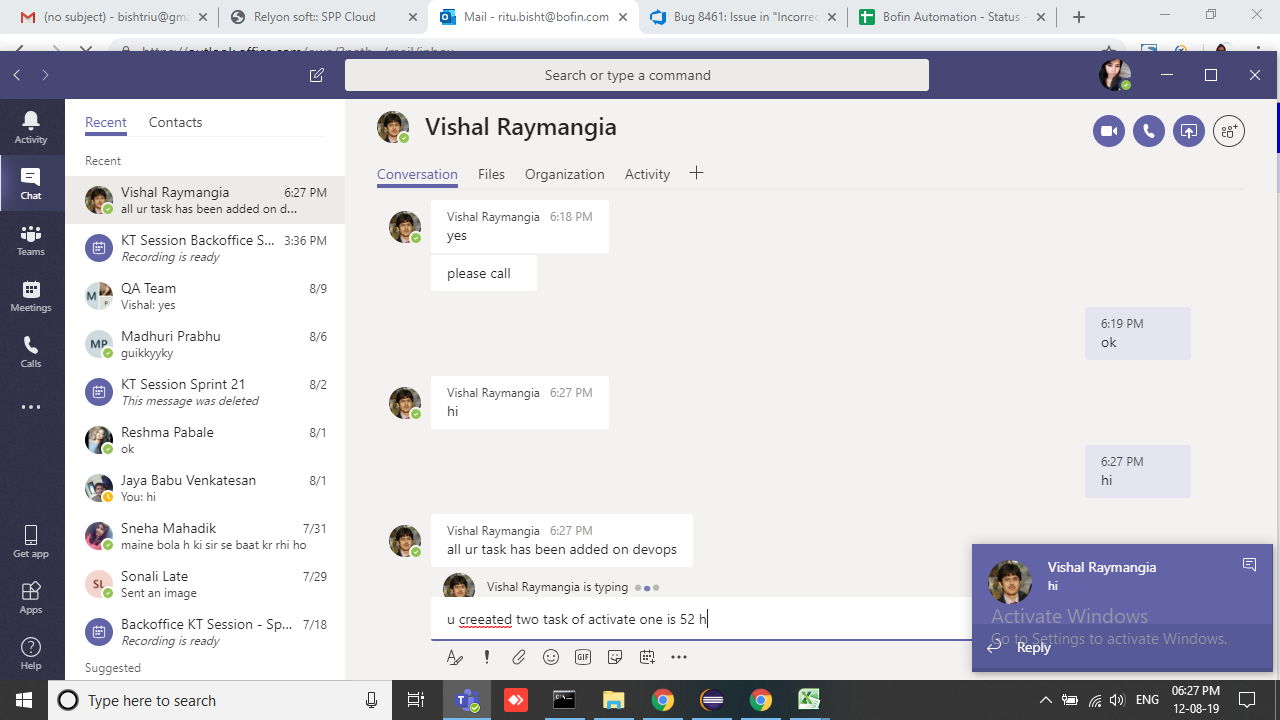 (no subject) - bishtriu@gm
Relyon soft:: SPP Cloud
Mail - ritu.bisht@bofin.com
Bug 8461: Issue in "Incorrec
Bofin Automation - Status -
Search or type a command
Activity
Chat
Teams
Meetings
Calls
Get app
Apps
Help
Recent Contacts
Recent
Vishal Raymangia 6:27 PM
all ur task has been added on d...
KT Session Backoffice S... 3:36 PM
Recording is ready
QA Team 8/9
Vishal: yes
Madhuri Prabhu 8/6
guikkyyky
KT Session Sprint 21 8/2
This message was deleted
Reshma Pabale 8/1
ok
Jaya Babu Venkatesan 8/1
You: hi
Sneha Mahadik 7/31
maine bola h ki sir se baat kr rhi ho
Sonali Late 7/29
Sent an image
Backoffice KT Session - Sp... 7/18
Recording is ready
Suggested
M
MP
SL
Vishal Raymangia
Conversation Files Organization Activity
Vishal Raymangia 6:18 PM
yes
please call
6:19 PM
ok
Vishal Raymangia 6:27 PM
hi
6:27 PM
hi
Vishal Raymangia 6:27 PM
all ur task has been added on devops
Vishal Raymangia is typing
u creeated two task of activate one is 52 h
GIF
Vishal Raymangia
hi
Activate Windows
Go to Settings to activate Windows.
Reply
Type here to search
ENG
06:27 PM
12-08-19